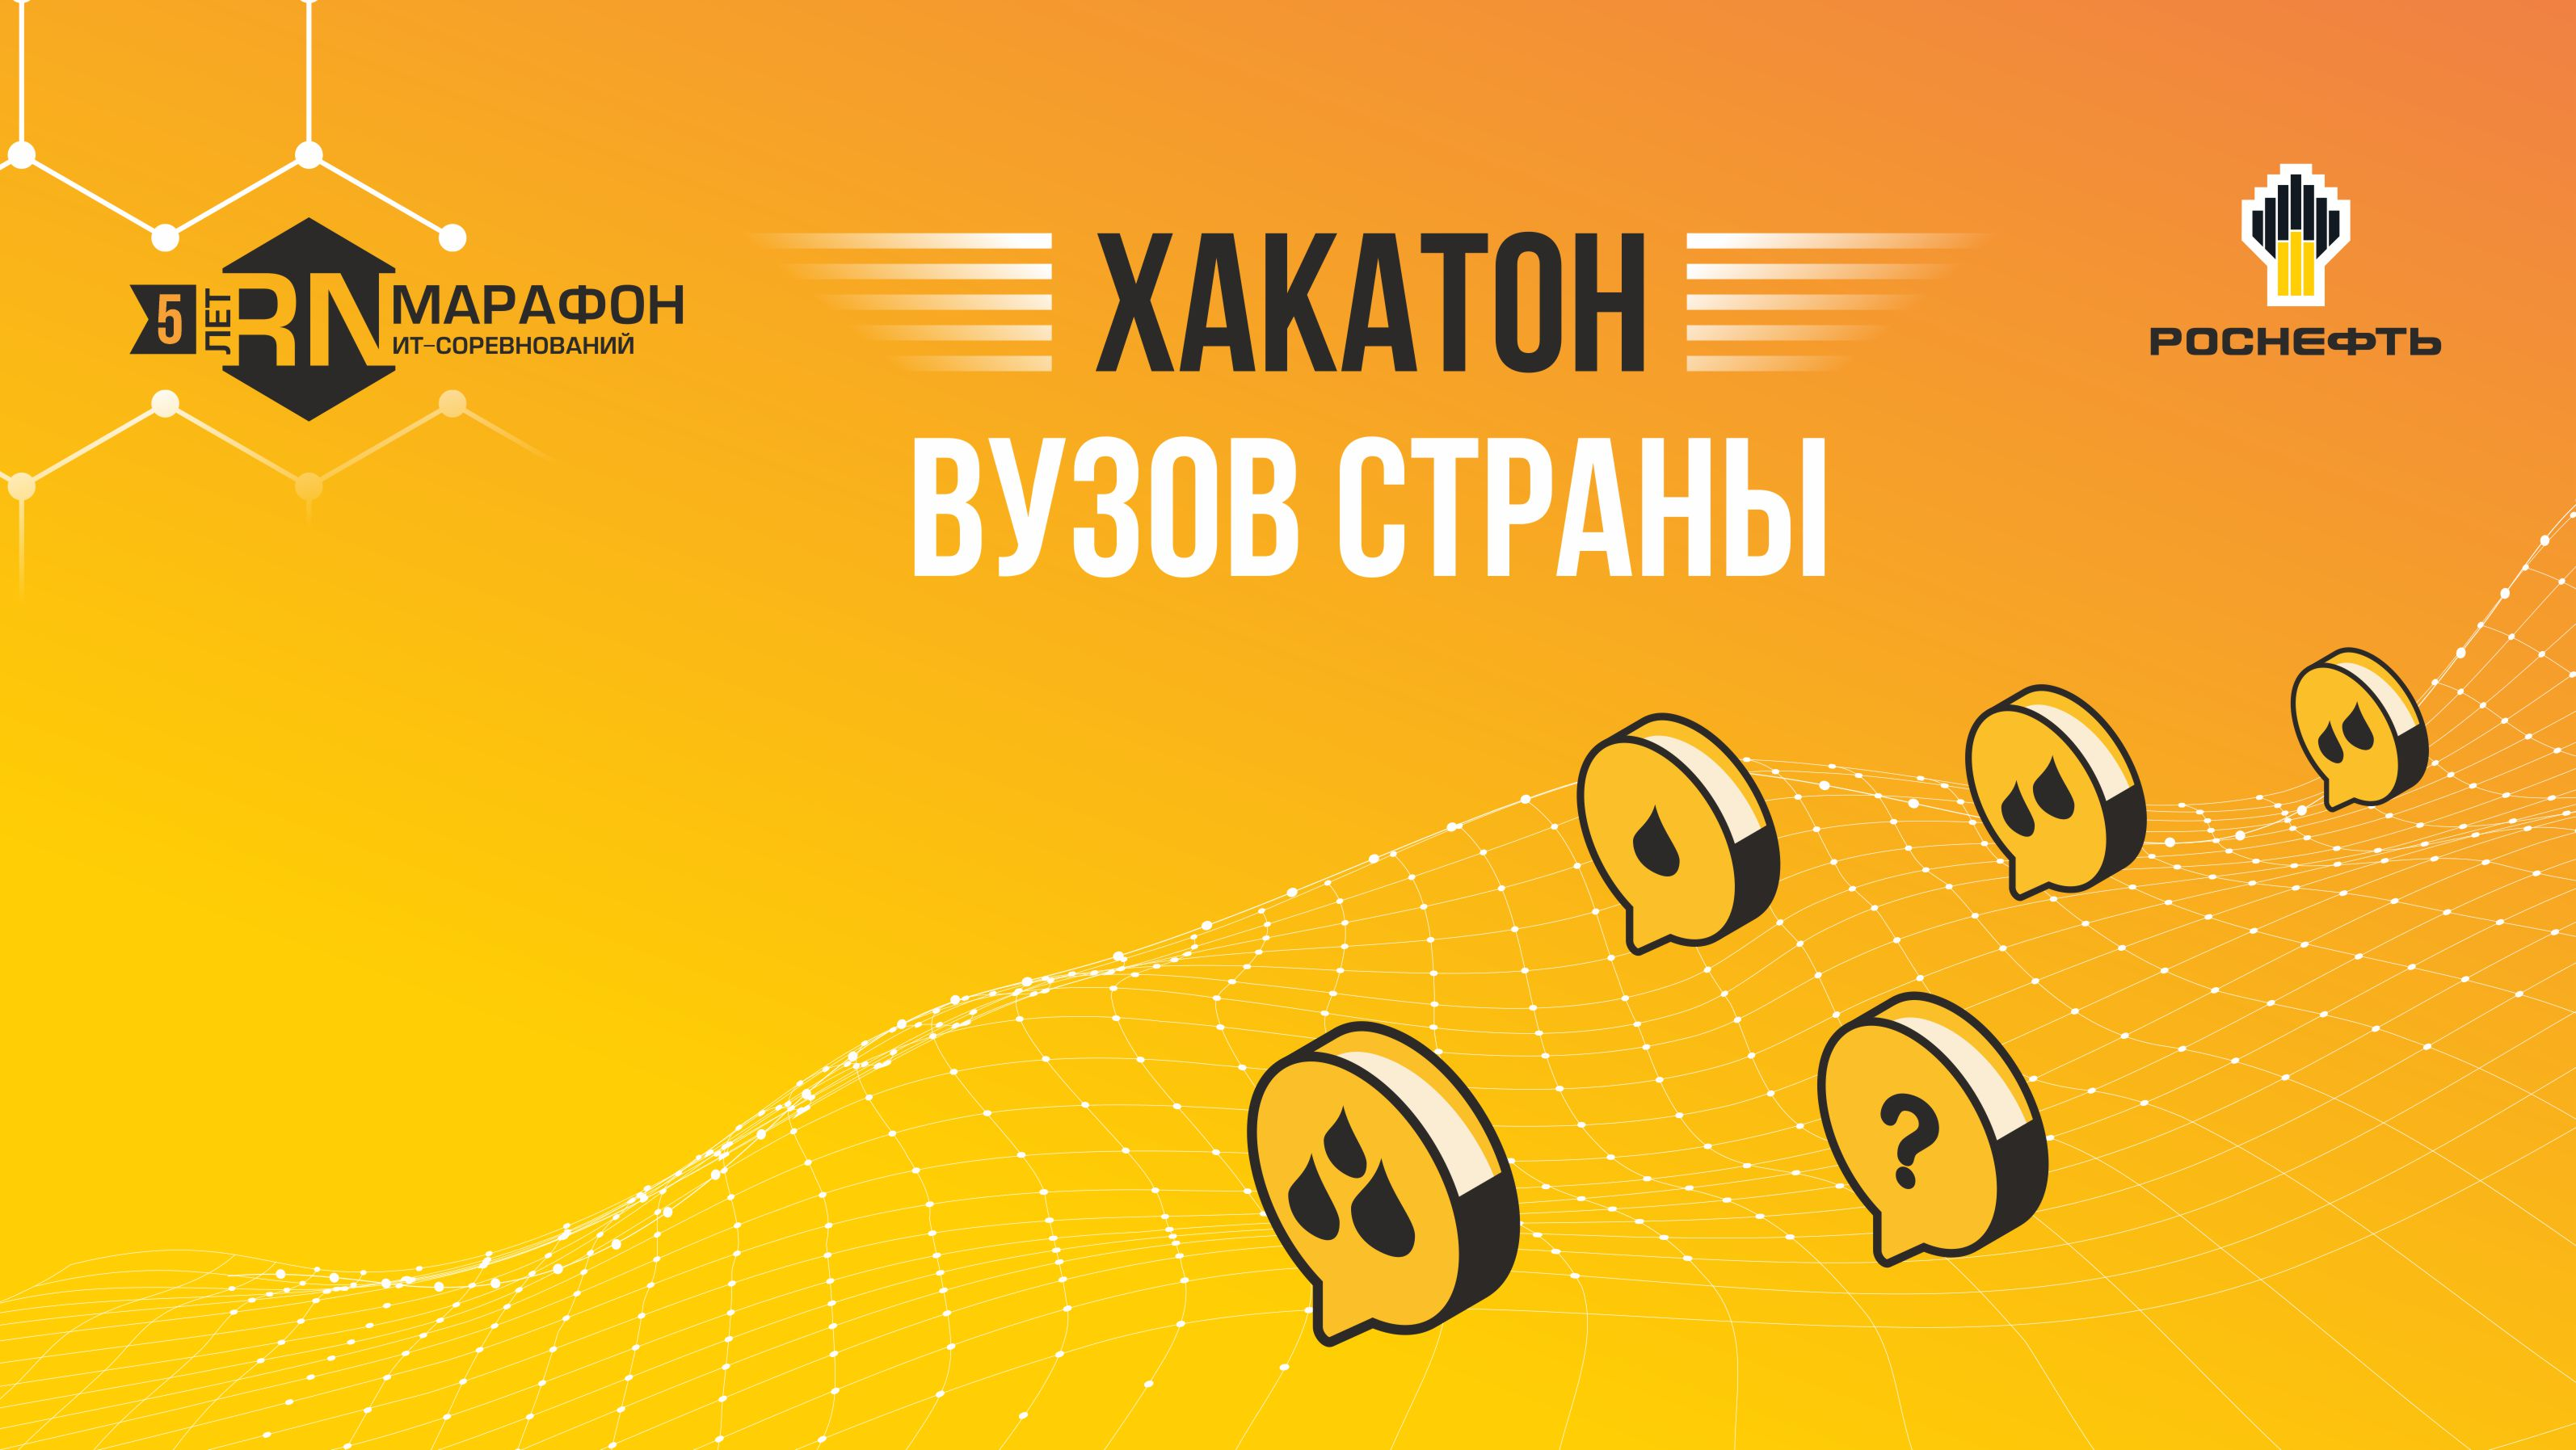 5
ЛЕТ
RN
МАРАФОН
ИТ-СОРЕВНОВАНИЙ
ХАКАТОН
ВУЗОВ СТРАНЫ
РОСНЕФТЬ
?